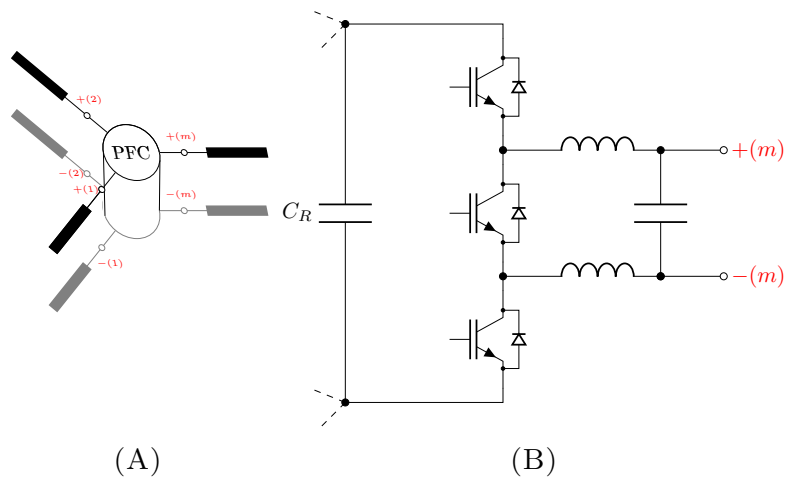 +(2)
PFC
+(m)
-(2)
+(1)
-(m)
-(1)
C_R
+(m)
-(m)
(A)
(B)